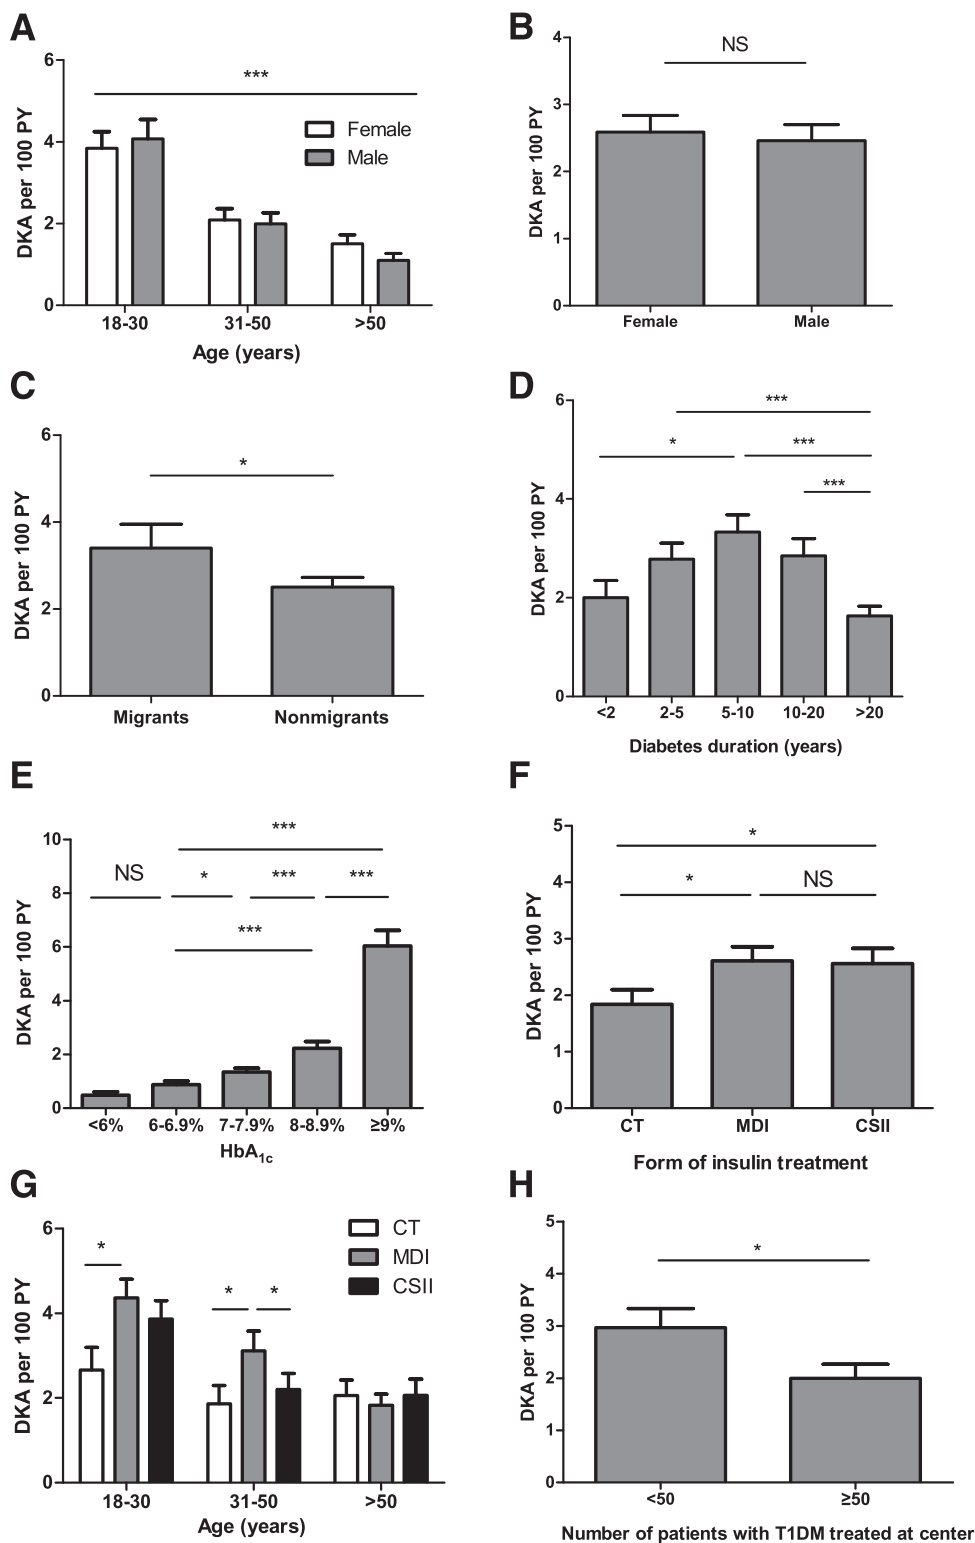 A
DKA per 100 PY
6
4
2
0
***
Female
Male
18-30 31-50 >50
Age (years)
B
DKA per 100 PY
4
3
2
1
0
NS
Female Male
C
DKA per 100 PY
6
4
2
0
*
Migrants Nonmigrants
D
DKA per 100 PY
6
4
2
0
***
* ***
***
<2 2-5 5-10 10-20 >20
Diabetes duration (years)
E
DKA per 100 PY
10
8
6
4
2
0
***
NS * *** ***
***
<6% 6-6.9% 7-7.9% 8-8.9% ≥9%
HbA1c
F
DKA per 100 PY
5
4
3
2
1
0
*
* NS
CT MDI CSII
Form of insulin treatment
G
DKA per 100 PY
6
4
2
0
*
* *
CT
MDI
CSII
18-30 31-50 >50
Age (years)
H
DKA per 100 PY
5
4
3
2
1
0
*
<50 ≥50
Number of patients with T1DM treated at center